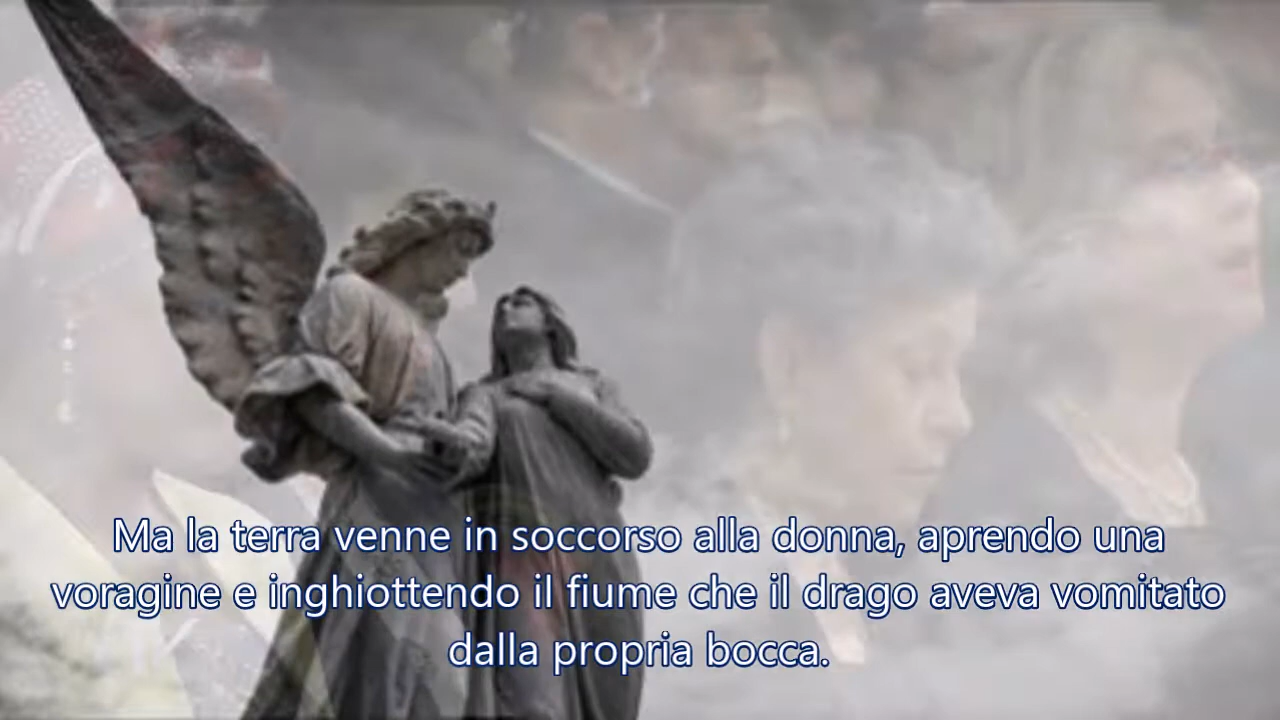 Ma la terra venne in soccorso alla donna, aprendo una
voragine e inghiottendo il fiume che il drago aveva vomitato
dalla propria bocca.